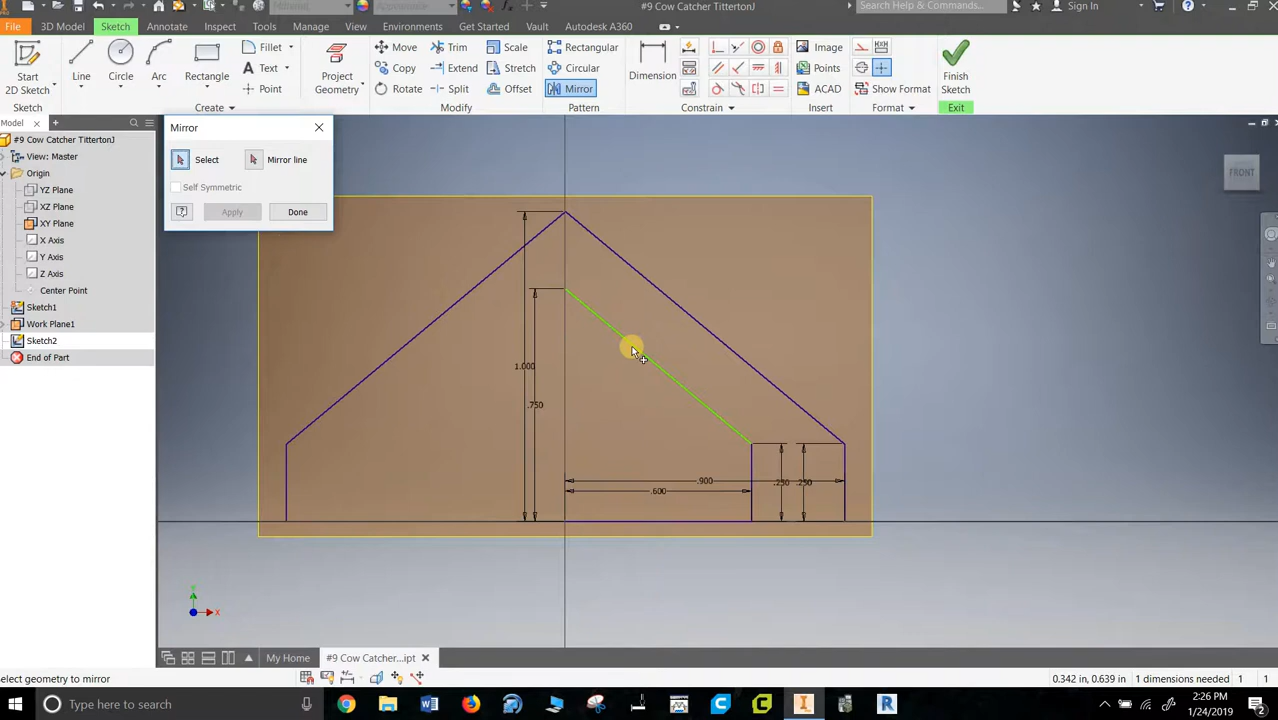 #9 Cow Catcher TittertonJ
Search Help & Commands...
Sign In
File
3D Model
Sketch
Annotate
Inspect
Tools
Manage
View
Environments
Get Started
Vault
Autodesk A360
Start
2D Sketch
Line
Circle
Arc
Rectangle
Fillet
Text
Point
Project
Geometry
Move
Copy
Rotate
Trim
Extend
Split
Scale
Stretch
Offset
Rectangular
Circular
Mirror
Dimension
Image
Points
ACAD
Show Format
Finish
Sketch
Sketch
Create
Modify
Pattern
Constrain
Insert
Format
Exit
Model
#9 Cow Catcher TittertonJ
View: Master
Origin
YZ Plane
XZ Plane
XY Plane
X Axis
Y Axis
Z Axis
Center Point
Sketch1
Work Plane1
Sketch2
End of Part
Mirror
Select
Mirror line
Self Symmetric
Apply
Done
FRONT
1.000
.750
.900
.600
.250
.250
Y
X
My Home
#9 Cow Catcher...ipt
Select geometry to mirror
0.342 in, 0.639 in
1 dimensions needed
1
1
Type here to search
2:26 PM
1/24/2019